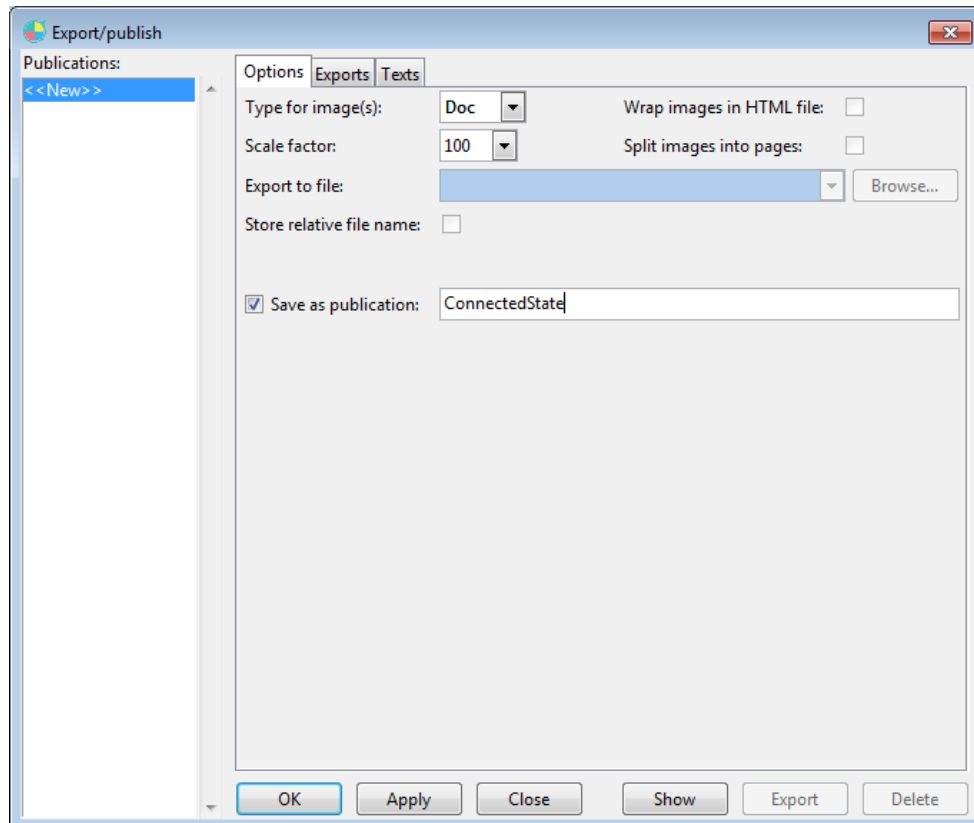 Export/publish
Publications:
<<New>>
Options Exports Texts
Type for image(s): Doc Wrap images in HTML file:
Scale factor: 100 Split images into pages:
Export to file: Browse...
Store relative file name:
Save as publication: ConnectedState
OK Apply Close Show Export Delete